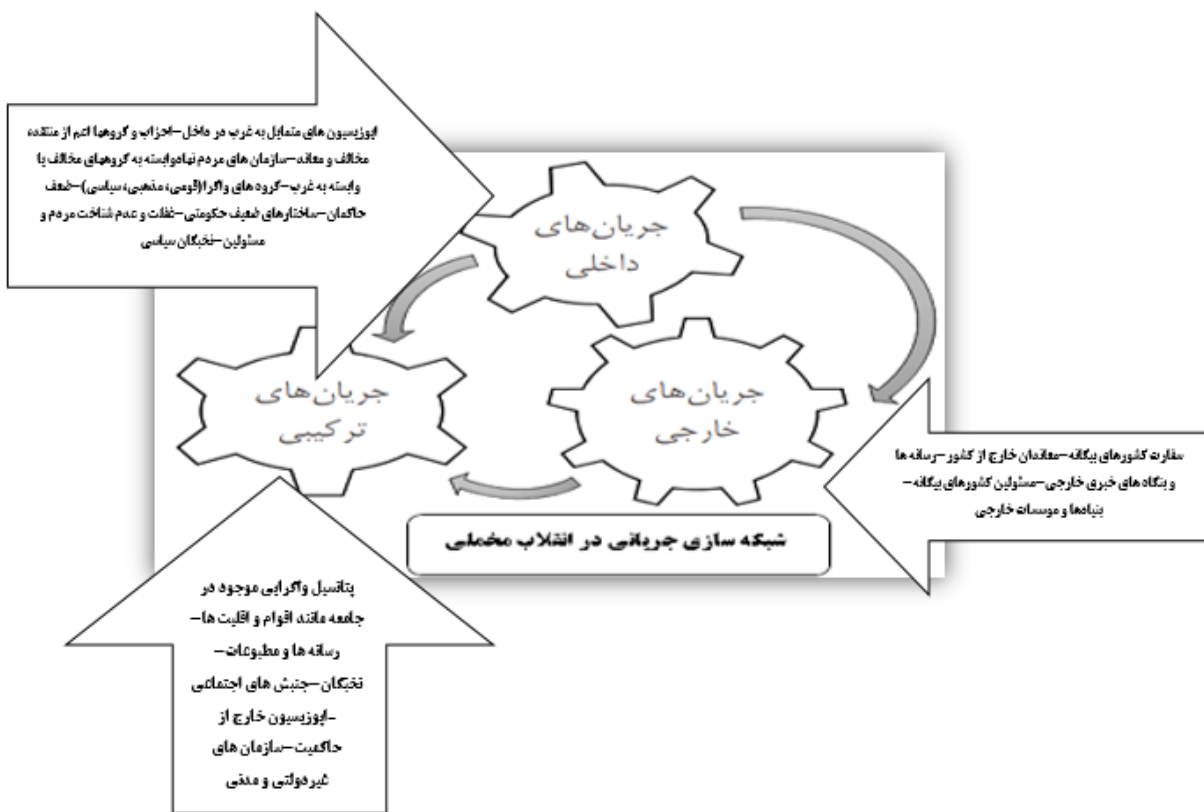 اپوزیسیون های متمایل به غرب در داخل-احزاب و گروهها اعم از منتقد،
مخالف و معاند-سازمان های مردم نهادوابسته به گروههای مخالف یا
وابسته به غرب-گروه های واگرا(قومی، مذهبی، سیاسی)-ضعف
حاکمان-ساختارهای ضعیف حکومتی-غفلت و عدم شناخت مردم و
مسئولین-نخبگان سیاسی
جریان‌های
داخلی
جریان‌های
خارجی
جریان‌های
ترکیبی
سفارت کشورهای بیگانه-معاندان خارج از کشور-رسانه ها
و بنگاه های خبری خارجی-مسئولین کشورهای بیگانه-
بنیادها و موسسات خارجی
شبکه سازی جریانی در انقلاب مخملی
پتانسیل واگرایی موجود در
جامعه مانند اقوام و اقلیت ها-
رسانه ها و مطبوعات-
نخبگان-جنبش های اجتماعی
-اپوزیسیون خارج از
حاکمیت-سازمان های
غیردولتی و مدنی